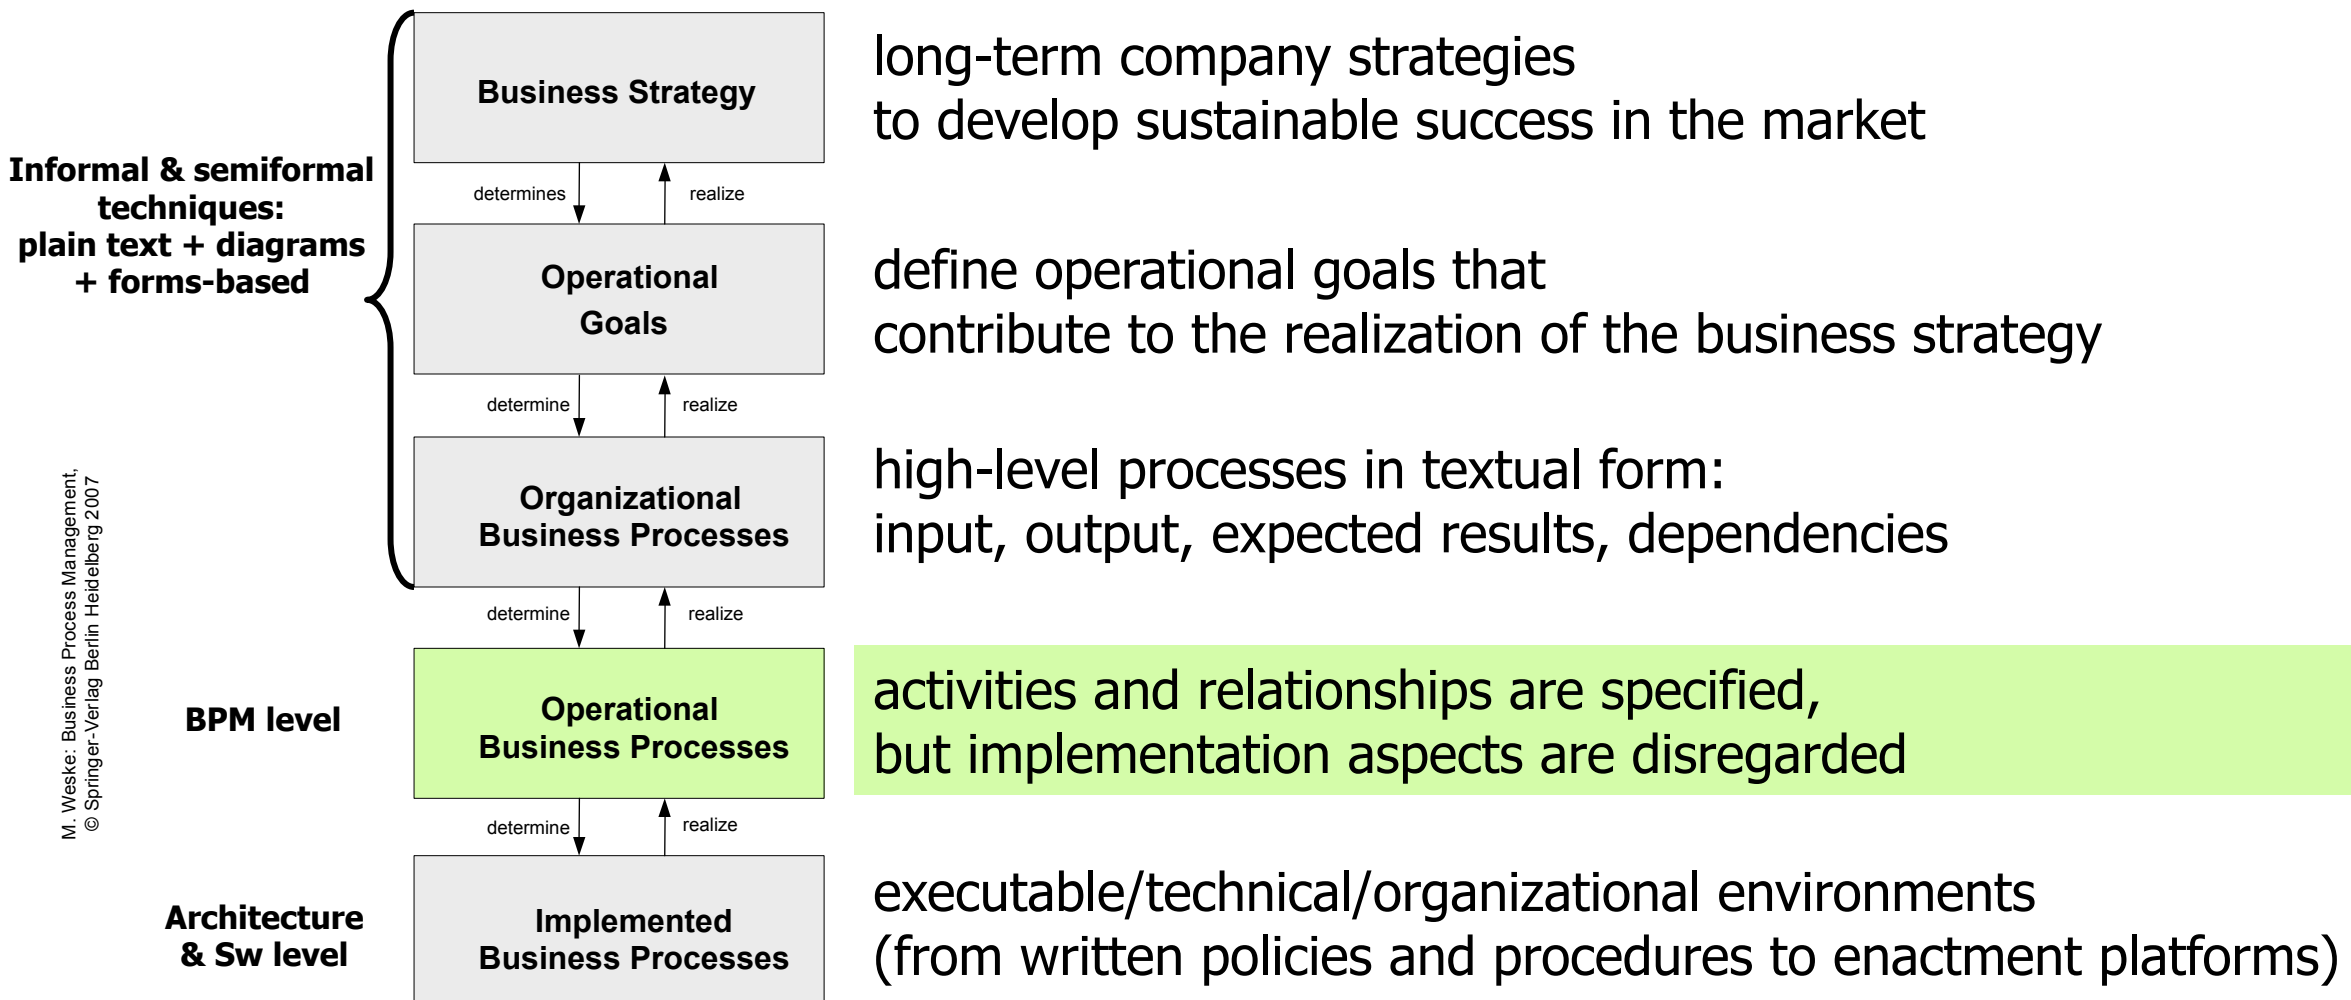 Business Strategy
long-term company strategies
to develop sustainable success in the market
Informal & semiformal
techniques:
plain text + diagrams
+ forms-based
determines
realize
Operational
Goals
define operational goals that
contribute to the realization of the business strategy
determine
realize
Organizational
Business Processes
high-level processes in textual form:
input, output, expected results, dependencies
M. Weske: Business Process Management,
© Springer-Verlag Berlin Heidelberg 2007
determine
realize
BPM level
Operational
Business Processes
activities and relationships are specified,
but implementation aspects are disregarded
determine
realize
Architecture
& Sw level
Implemented
Business Processes
executable/technical/organizational environments
(from written policies and procedures to enactment platforms)